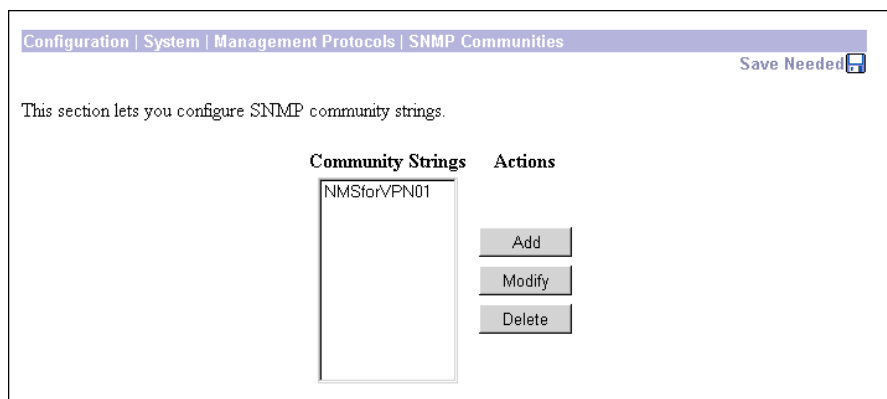 Configuration | System | Management Protocols | SNMP Communities
Save Needed
This section lets you configure SNMP community strings.
Community Strings Actions
NMSforVPN01
Add
Modify
Delete